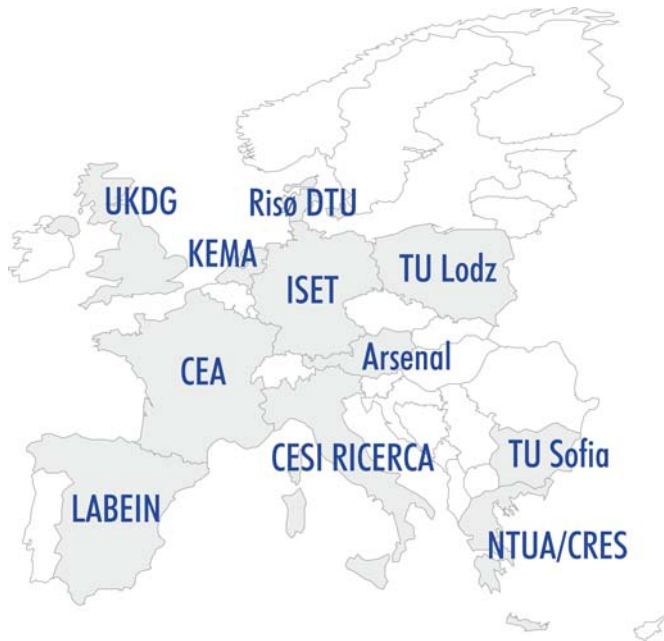 UKDG
Risø DTU
KEMA
TU Lodz
ISET
Arsenal
CEA
CESI RICERCA
TU Sofia
LABEIN
NTUA/CRES